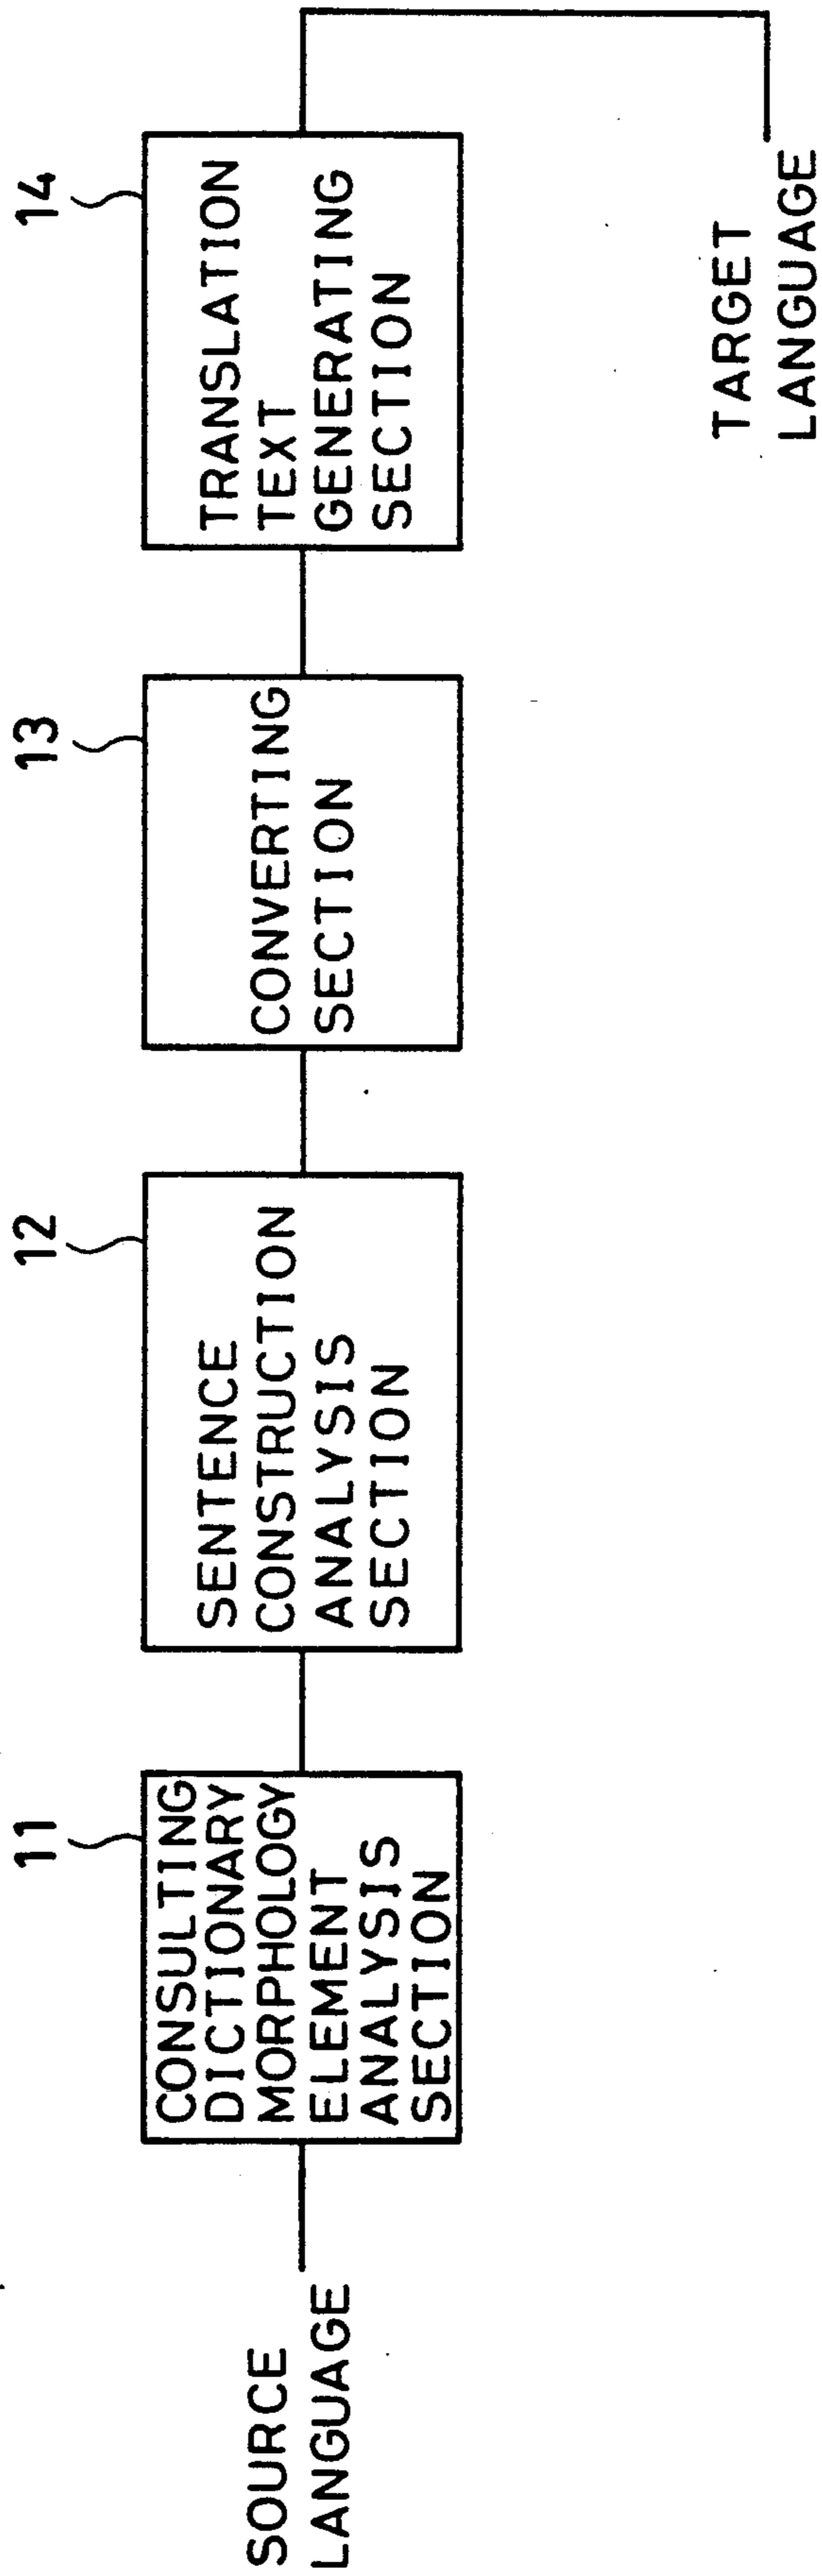 SOURCE
LANGUAGE
11
CONSULTING
DICTIONARY
MORPHOLOGY
ELEMENT
ANALYSIS
SECTION
12
SENTENCE
CONSTRUCTION
ANALYSIS
SECTION
13
CONVERTING
SECTION
14
TRANSLATION
TEXT
GENERATING
SECTION
TARGET
LANGUAGE